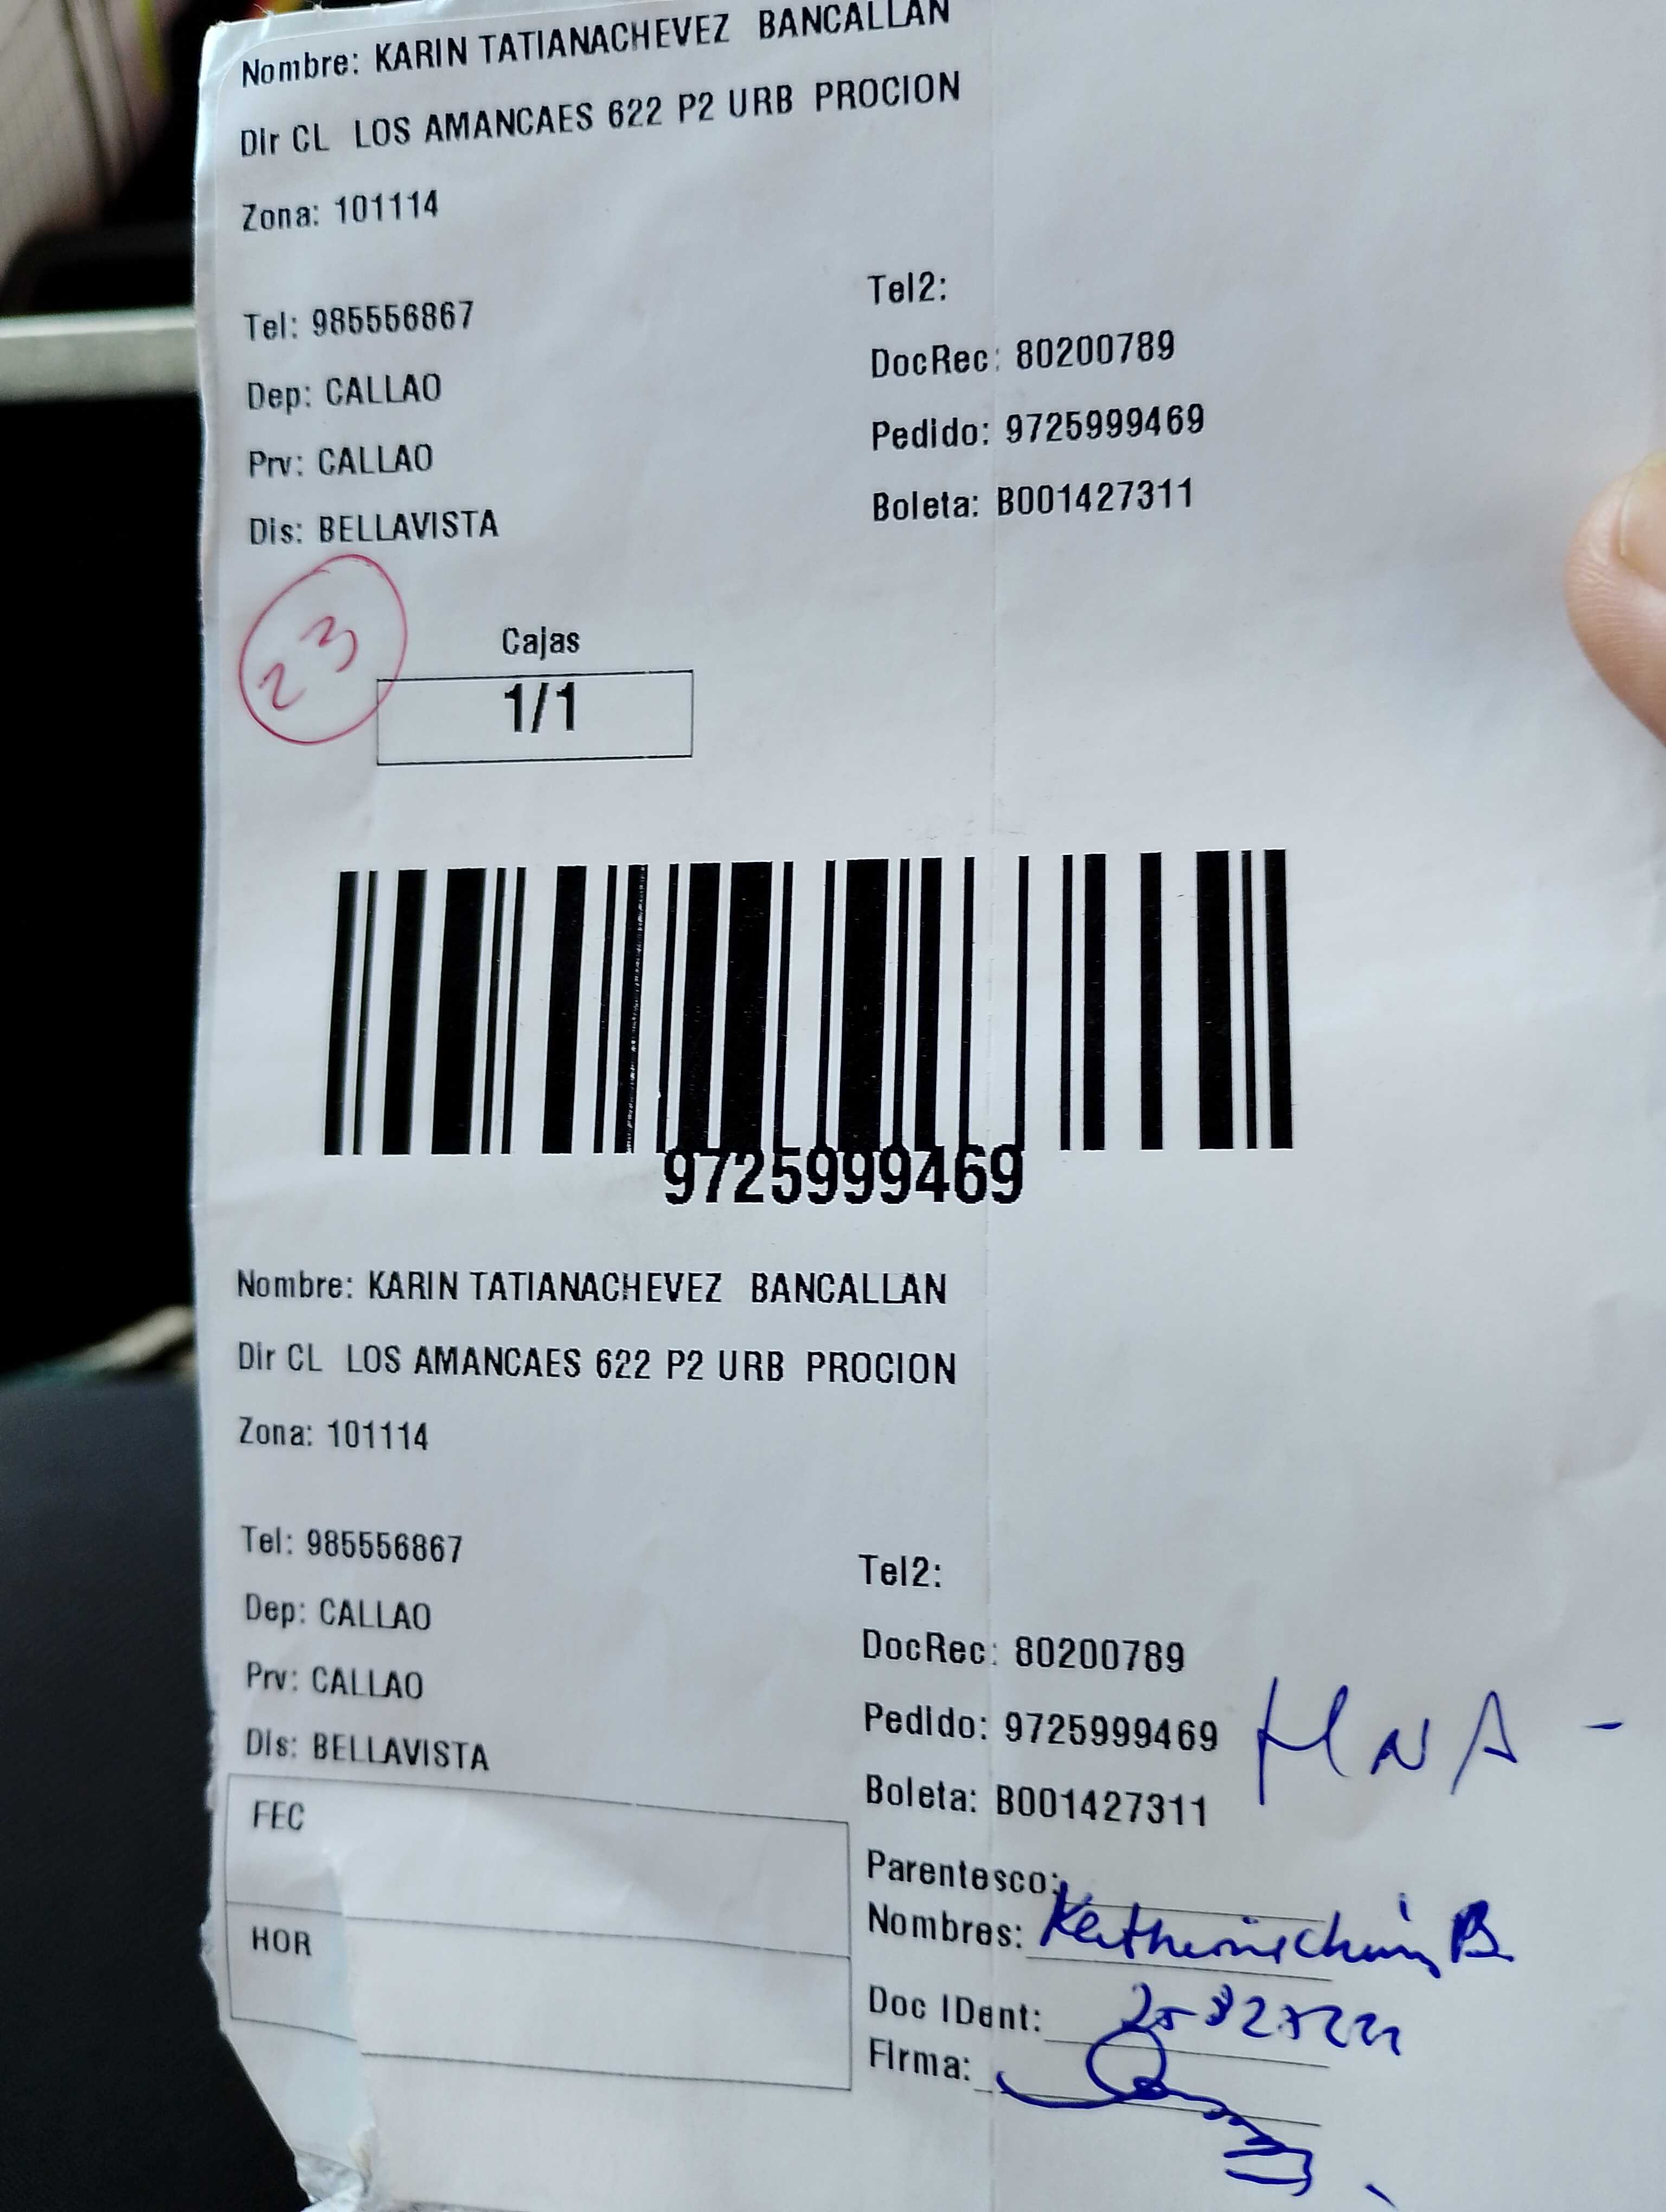 Nombre: KARIN TATIANACHEVEZ BANCALLAN
Dir CL LOS AMANCAES 622 P2 URB PROCION
Zona: 101114
Tel: 985556867
Dep: CALLAO
Prv: CALLAO
Dis: BELLAVISTA
Tel2:
DocRec: 80200789
Pedido: 9725999469
Boleta: B001427311
23
Cajas
1/1
9725999469
Nombre: KARIN TATIANACHEVEZ BANCALLAN
Dir CL LOS AMANCAES 622 P2 URB PROCION
Zona: 101114
Tel: 985556867
Dep: CALLAO
Prv: CALLAO
Dis: BELLAVISTA
Tel2:
DocRec: 80200789
Pedido: 9725999469
HNA -
Boleta: B001427311
FEC
HOR
Parentesco:
Nombres: B
Doc IDent:
Firma: